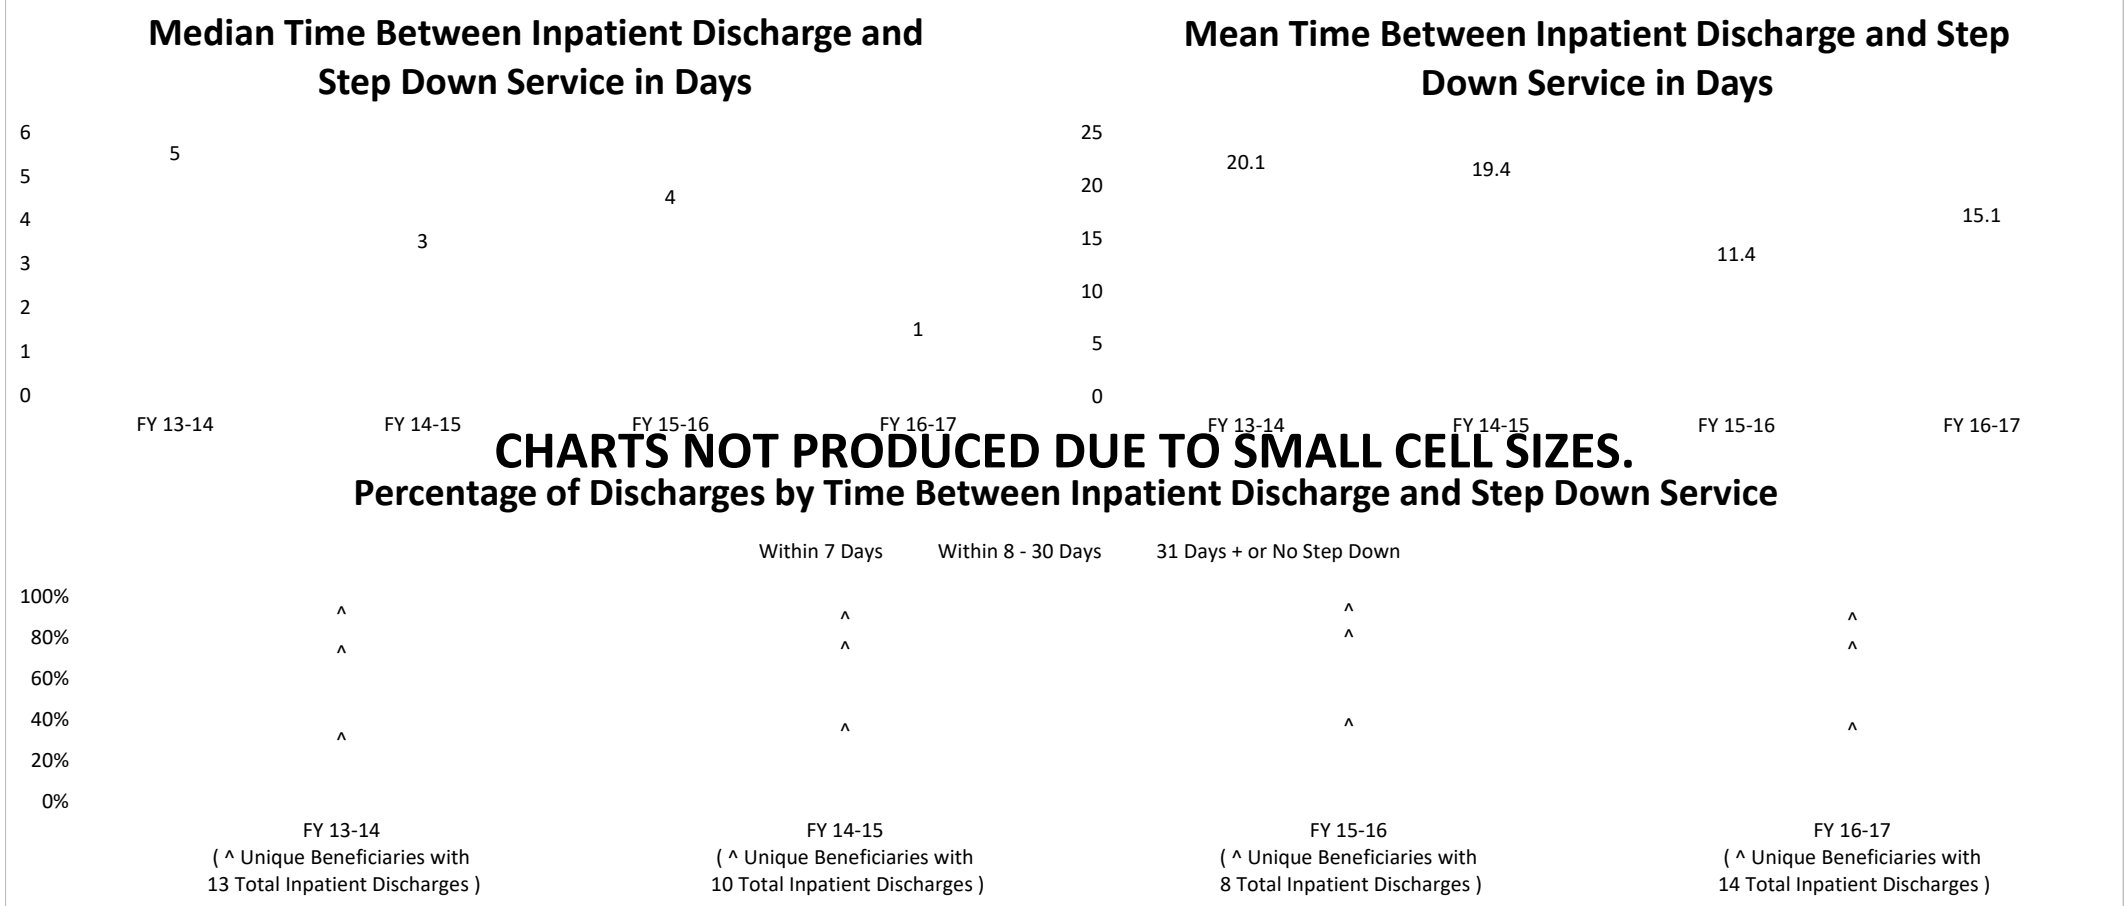 Median Time Between Inpatient Discharge and
Step Down Service in Days
6
5
4
3
2
1
0
5
3
4
1
FY 13-14
FY 14-15
FY 15-16
FY 16-17
Mean Time Between Inpatient Discharge and Step
Down Service in Days
25
20
15
10
5
0
20.1
19.4
11.4
15.1
FY 13-14
FY 14-15
FY 15-16
FY 16-17
CHARTS NOT PRODUCED DUE TO SMALL CELL SIZES.
Percentage of Discharges by Time Between Inpatient Discharge and Step Down Service
Within 7 Days
Within 8 - 30 Days
31 Days + or No Step Down
100%
80%
60%
40%
20%
0%
^
^
^
^
^
^
^
^
^
^
^
^
FY 13-14
( ^ Unique Beneficiaries with
13 Total Inpatient Discharges )
FY 14-15
( ^ Unique Beneficiaries with
10 Total Inpatient Discharges )
FY 15-16
( ^ Unique Beneficiaries with
8 Total Inpatient Discharges )
FY 16-17
( ^ Unique Beneficiaries with
14 Total Inpatient Discharges )